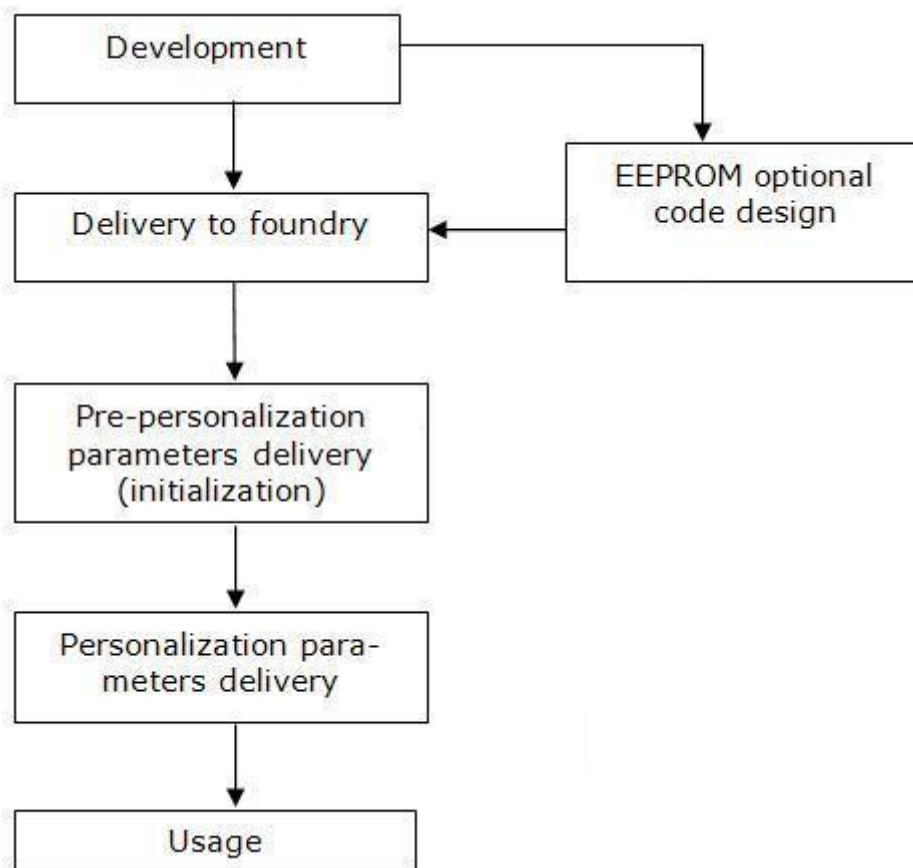 Development
EEPROM optional
code design
Delivery to foundry
Pre-personalization
parameters delivery
(initialization)
Personalization para-
meters delivery
Usage